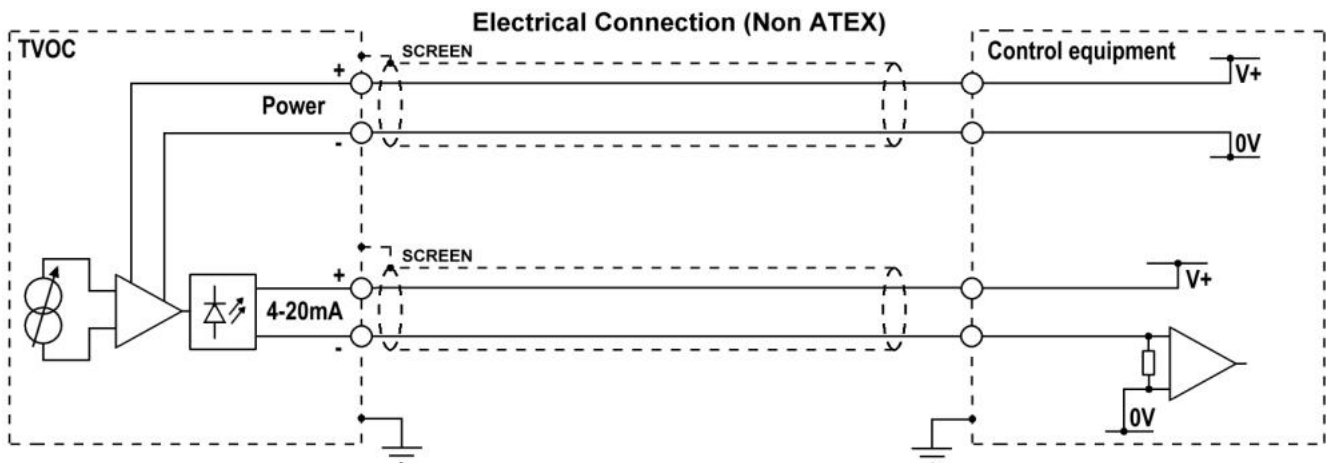 Electrical Connection (Non ATEX)
TVOC
SCREEN
Control equipment
+
V+
Power
-
0V
SCREEN
+
V+
4-20mA
-
0V